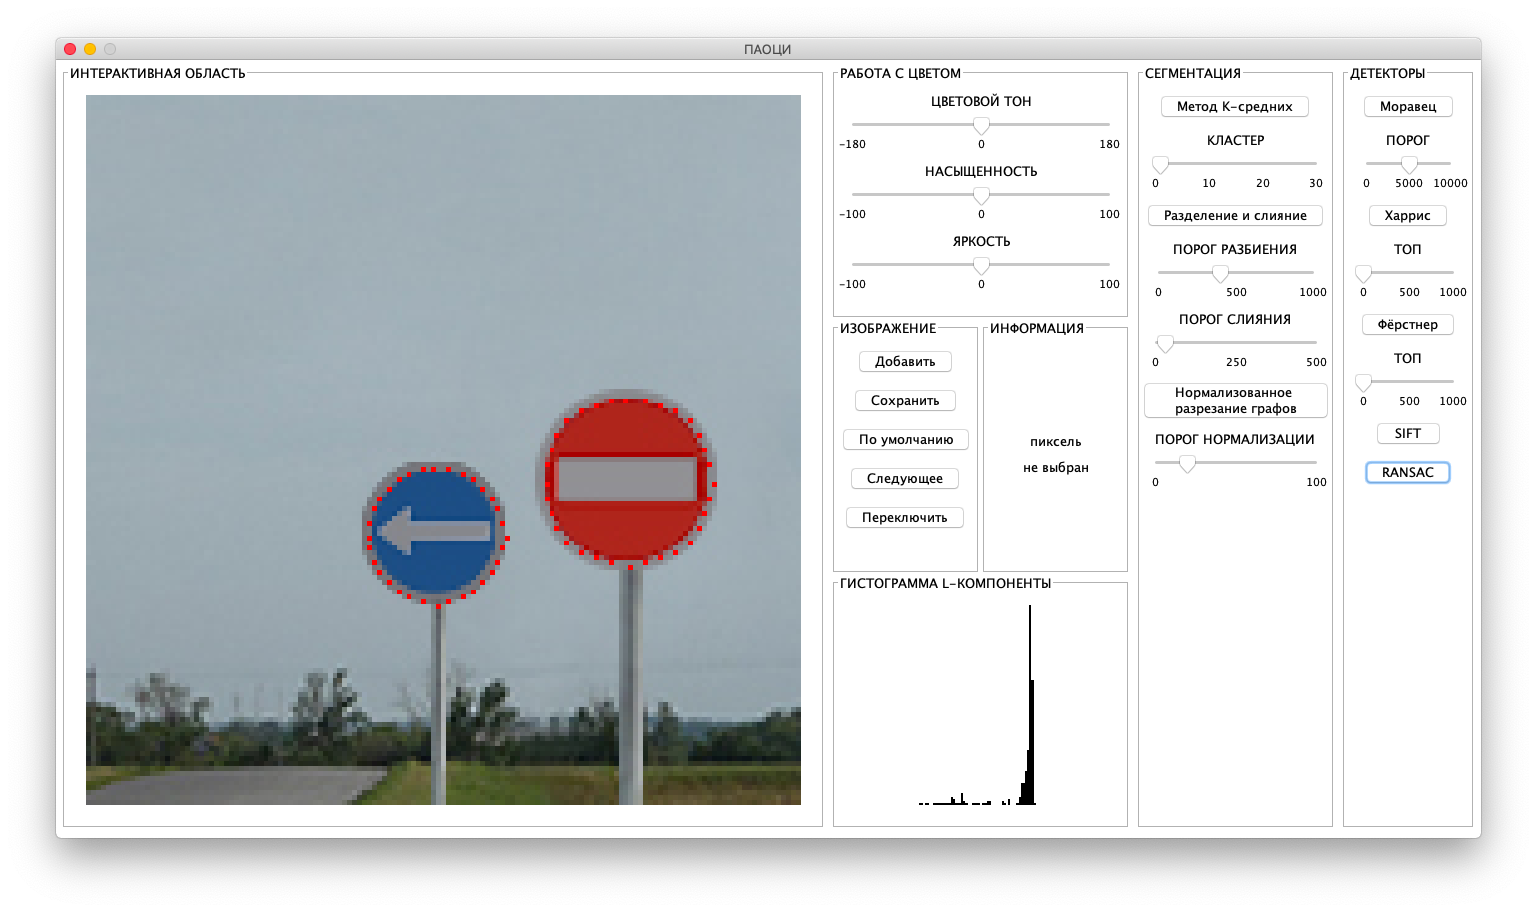 ПАОЦИ
ИНТЕРАКТИВНАЯ ОБЛАСТЬ
РАБОТА С ЦВЕТОМ
ЦВЕТОВОЙ ТОН
-180 0 180
НАСЫЩЕННОСТЬ
-100 0 100
ЯРКОСТЬ
-100 0 100
ИЗОБРАЖЕНИЕ
Добавить
Сохранить
По умолчанию
Следующее
Переключить
ИНФОРМАЦИЯ
пиксель
не выбран
ГИСТОГРАММА L-КОМПОНЕНТЫ
СЕГМЕНТАЦИЯ
Метод K-средних
КЛАСТЕР
0 10 20 30
Разделение и слияние
ПОРОГ РАЗБИЕНИЯ
0 500 1000
ПОРОГ СЛИЯНИЯ
0 250 500
Нормализованное
разрезание графов
ПОРОГ НОРМАЛИЗАЦИИ
0 100
ДЕТЕКТОРЫ
Моравец
ПОРОГ
0 5000 10000
Харрис
ТОП
0 500 1000
Фёрстнер
ТОП
0 500 1000
SIFT
RANSAC